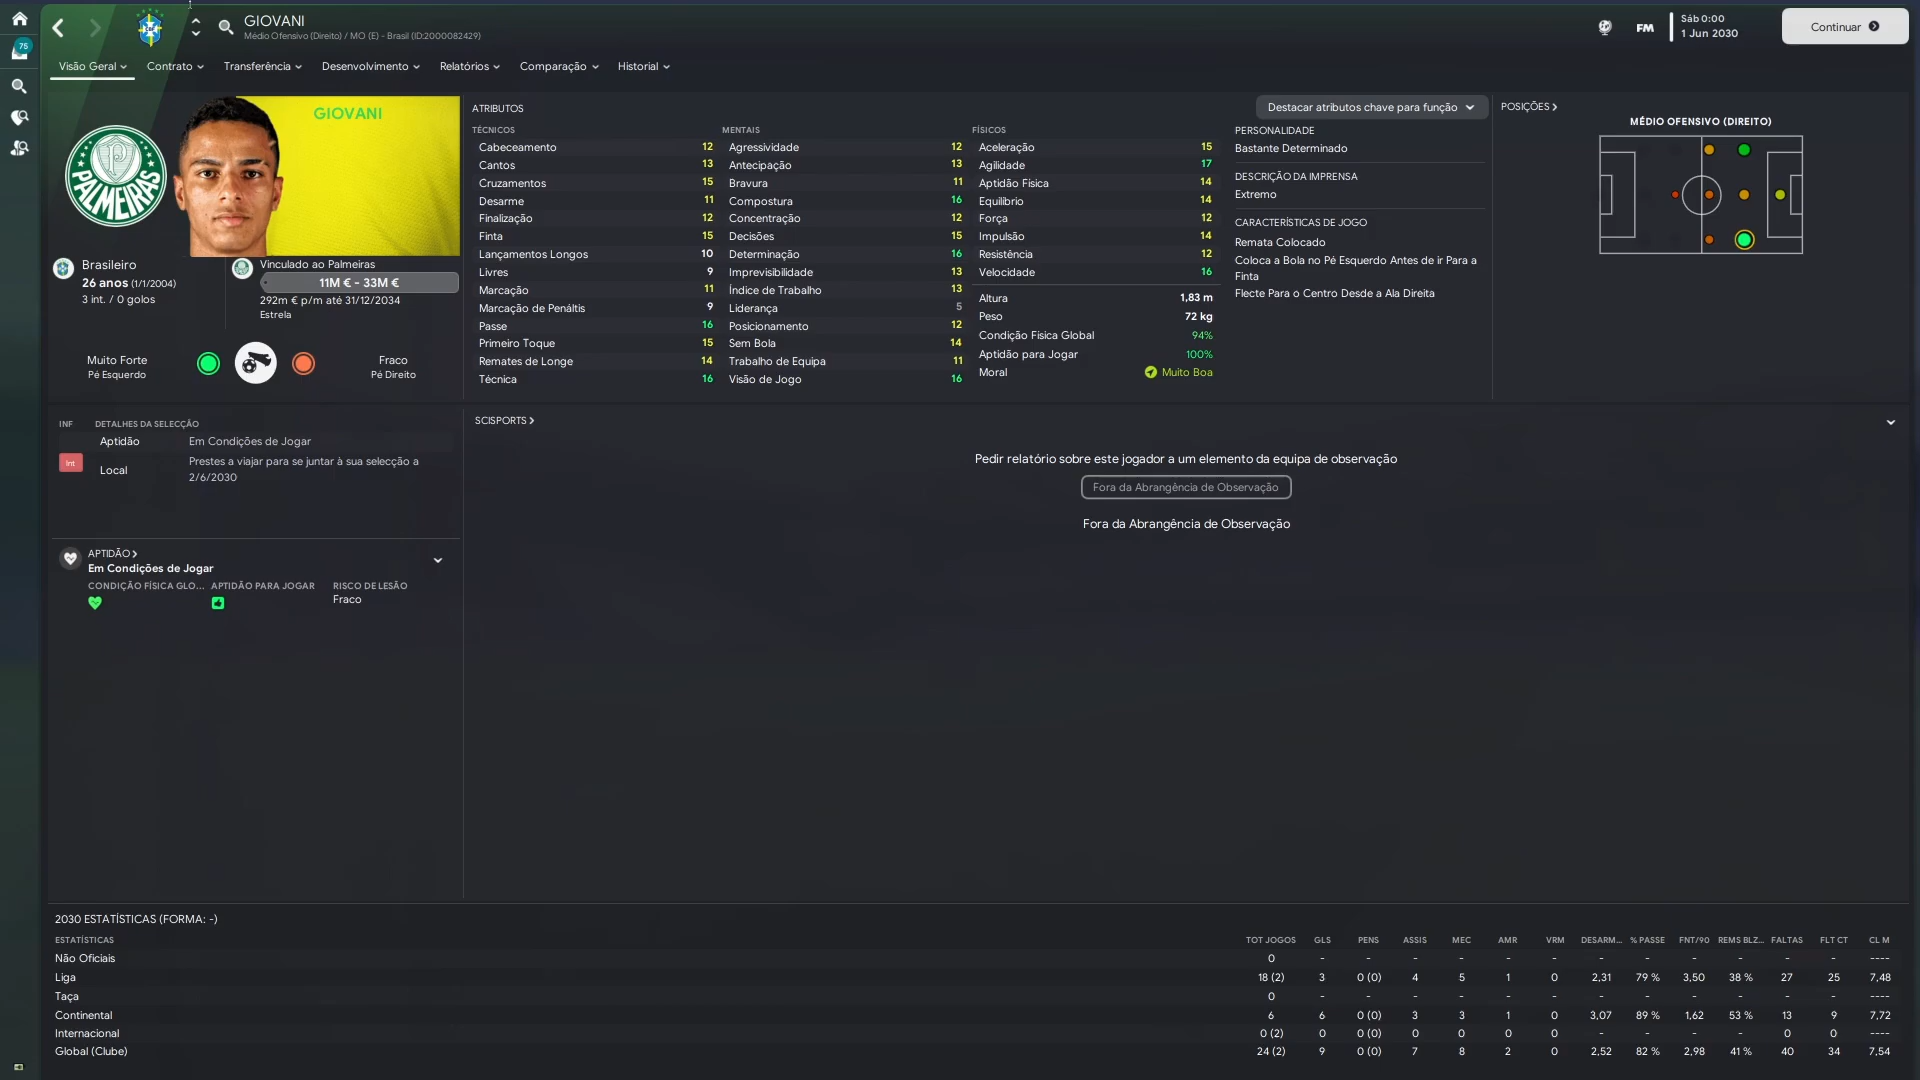 GIOVANI
Médio Ofensivo (Direito) / MO (E) - Brasil (ID:2000082429)
FM
Sáb 0:00
1 Jun 2030
Continuar
75
Visão Geral
Contrato
Transferência
Desenvolvimento
Relatórios
Comparação
Historial
GIOVANI
PALMEIRAS
Brasileiro
26 anos (1/1/2004)
3 int. / 0 golos
Vinculado ao Palmeiras
11M € - 33M €
292m € p/m até 31/12/2034
Estrela
Muito Forte
Pé Esquerdo
Fraco
Pé Direito
ATRIBUTOS
Destacar atributos chave para função
TÉCNICOS
Cabeceamento 12
Cantos 13
Cruzamentos 15
Desarme 11
Finalização 12
Finta 15
Lançamentos Longos 10
Livres 9
Marcação 11
Marcação de Penáltis 9
Passe 16
Primeiro Toque 15
Remates de Longe 14
Técnica 16
MENTAIS
Agressividade 12
Antecipação 13
Bravura 11
Compostura 16
Concentração 12
Decisões 15
Determinação 16
Imprevisibilidade 13
Índice de Trabalho 13
Liderança 5
Posicionamento 12
Sem Bola 14
Trabalho de Equipa 11
Visão de Jogo 16
FÍSICOS
Aceleração 15
Agilidade 17
Aptidão Física 14
Equilíbrio 14
Força 12
Impulsão 14
Resistência 12
Velocidade 16
Altura 1,83 m
Peso 72 kg
Condição Física Global 94%
Aptidão para Jogar 100%
Moral Muito Boa
PERSONALIDADE
Bastante Determinado
DESCRIÇÃO DA IMPRENSA
Extremo
CARACTERÍSTICAS DE JOGO
Remata Colocado
Coloca a Bola no Pé Esquerdo Antes de ir Para a
Finta
Flecte Para o Centro Desde a Ala Direita
POSIÇÕES
MÉDIO OFENSIVO (DIREITO)
INF DETALHES DA SELECÇÃO
Aptidão Em Condições de Jogar
Int
Local Prestes a viajar para se juntar à sua selecção a
2/6/2030
APTIDÃO
Em Condições de Jogar
CONDIÇÃO FÍSICA GLO... APTIDÃO PARA JOGAR RISCO DE LESÃO
Fraco
SCISPORTS
Pedir relatório sobre este jogador a um elemento da equipa de observação
Fora da Abrangência de Observação
Fora da Abrangência de Observação
2030 ESTATÍSTICAS (FORMA: -)
ESTATÍSTICAS TOT JOGOS GLS PENS ASSIS MEC AMR VRM DESARM... % PASSE FNT/90 REMS BLZ... FALTAS FLT CT CL M
Não Oficiais 0 - - - - - - - - - - - - ----
Liga 18 (2) 3 0 (0) 4 5 1 0 2,31 79 % 3,50 38 % 27 25 7,48
Taça 0 - - - - - - - - - - - - ----
Continental 6 6 0 (0) 3 3 1 0 3,07 89 % 1,62 53 % 13 9 7,72
Internacional 0 (2) 0 0 (0) 0 0 0 0 - - - - 0 0 ----
Global (Clube) 24 (2) 9 0 (0) 7 8 2 0 2,52 82 % 2,98 41 % 40 34 7,54